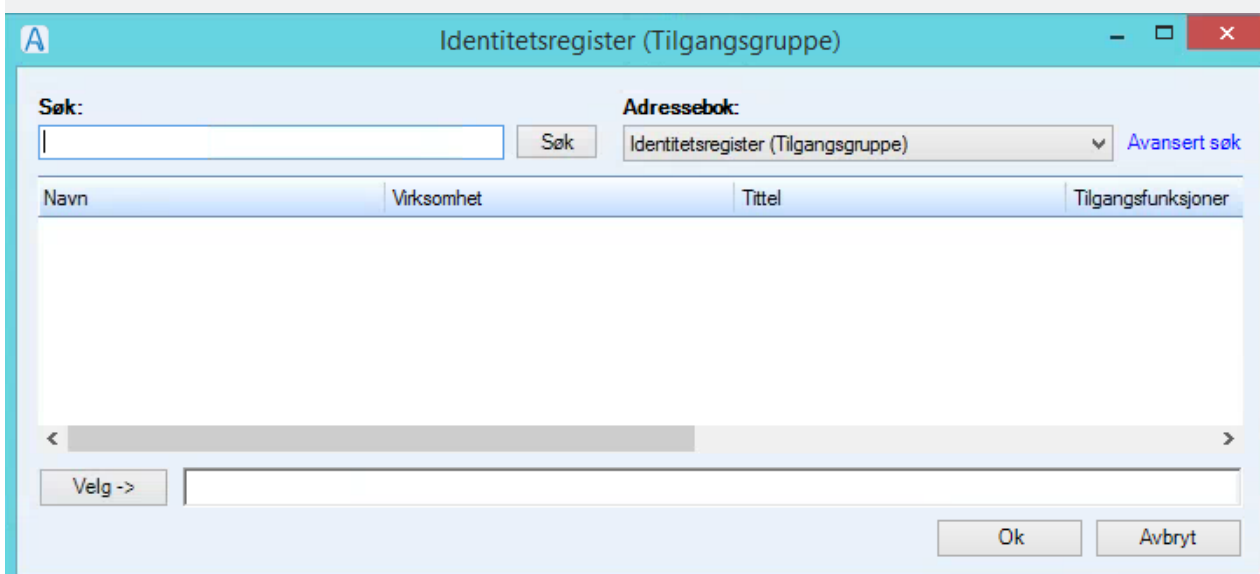 Identitetsregister (Tilgangsgruppe)
Søk: Adressebok:
Søk Identitetsregister (Tilgangsgruppe) Avansert søk
Navn Virksomhet Tittel Tilgangsfunksjoner
Velg ->
Ok Avbryt